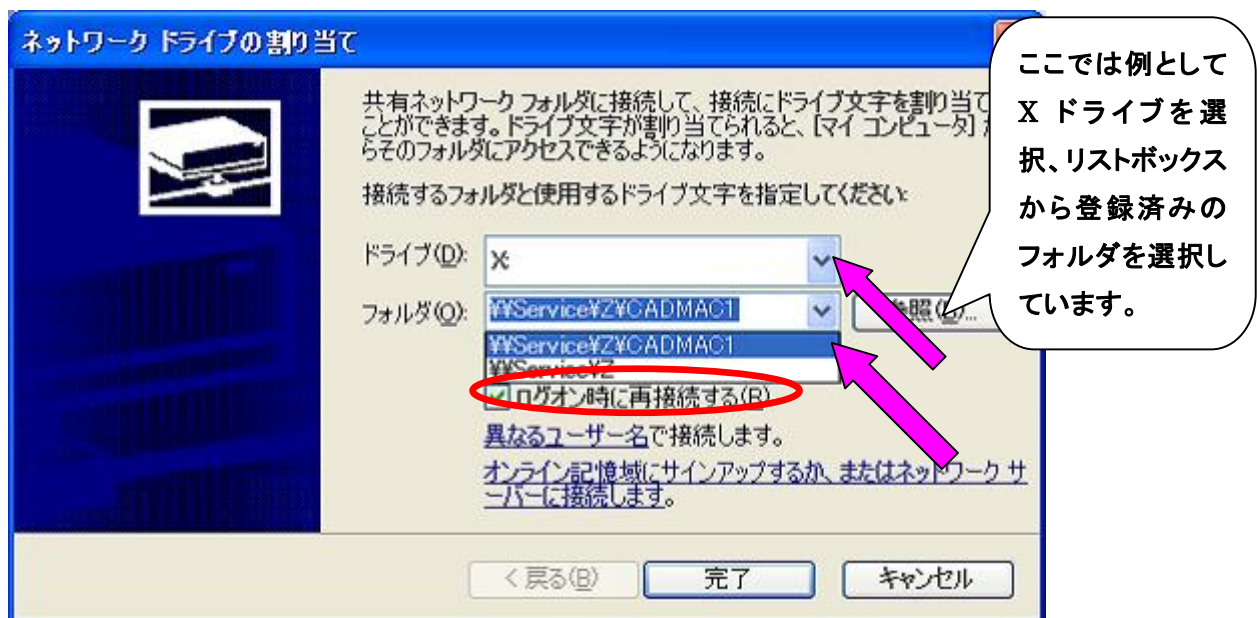 ネットワーク ドライブの割り当て
共有ネットワーク フォルダに接続して、接続にドライブ文字を割り当て
ことができます。ドライブ文字が割り当てられると、[マイ コンピュータ]
らそのフォルダにアクセスできるようになります。
接続するフォルダと使用するドライブ文字を指定してください:
ドライブ(D):
X:
フォルダ(O):
¥¥Service¥Z¥CADMAC1
参照(B)...
¥¥Service¥Z¥CADMAC1
¥¥Service¥Z
ログオン時に再接続する(R)
異なるユーザー名で接続します。
オンライン記憶域にサインアップするか、またはネットワーク サ
ーバーに接続します。
< 戻る(B)
完了
キャンセル
ここでは例として
X ドライブを選
択、リストボックス
から登録済みの
フォルダを選択し
ています。